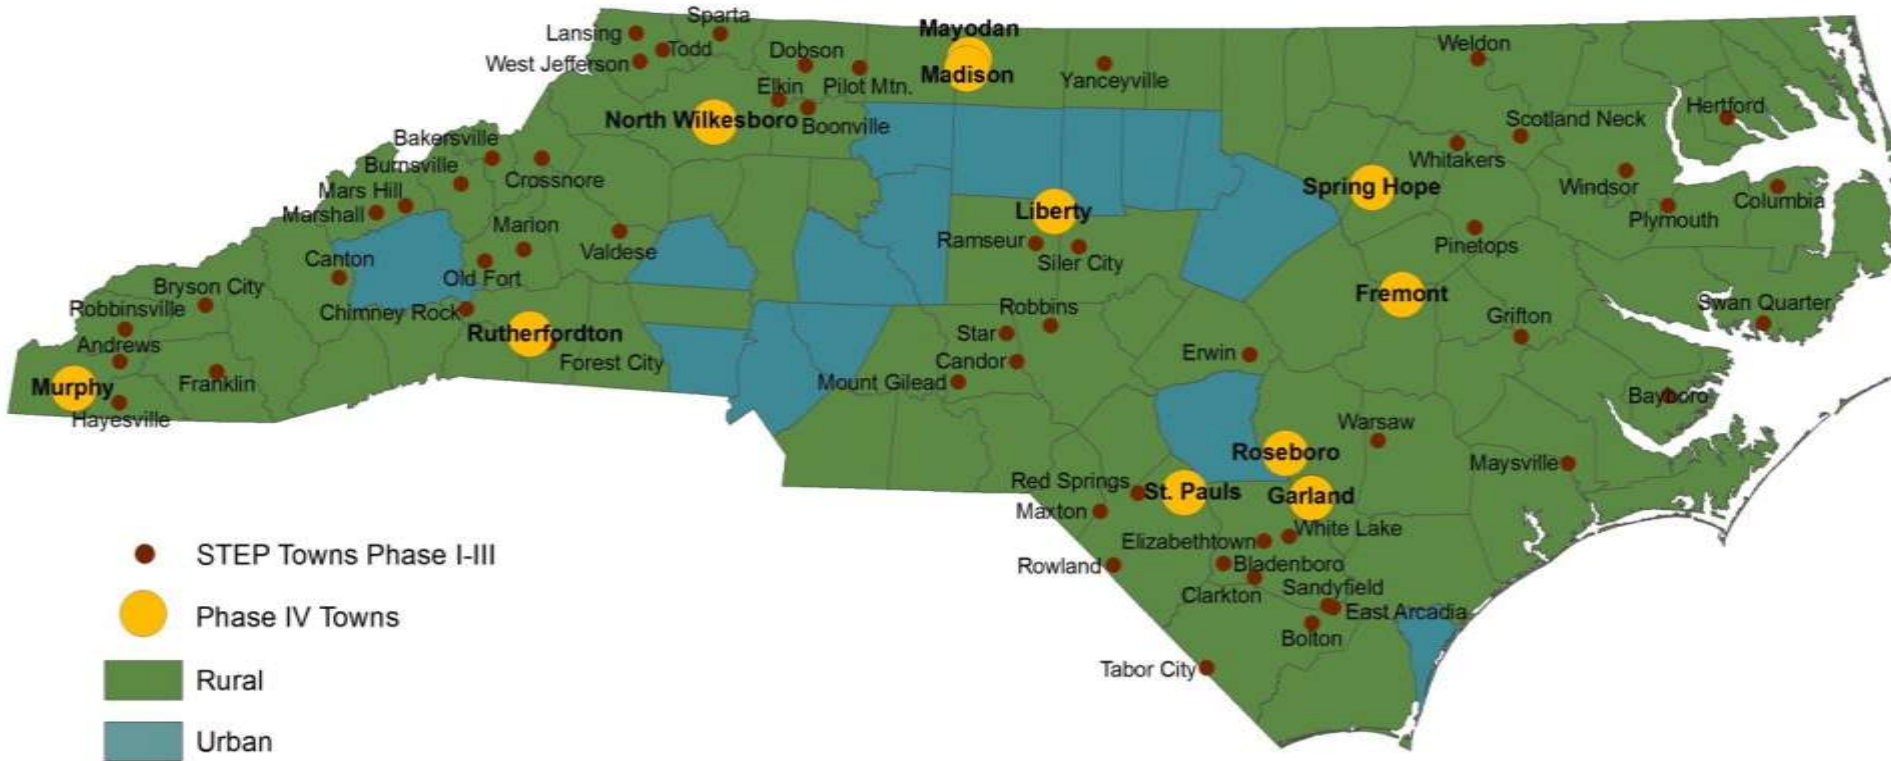 Sparta
Mayodan
Lansing
Todd
Dobson
Weldon
West Jefferson
Madison
Yanceyville
Elkin
Pilot Mtn.
Hertford
North Wilkesboro
Boonville
Scotland Neck
Bakersville
Whitakers
Burnsville
Crossnore
Spring Hope
Windsor
Mars Hill
Columbia
Marshall
Liberty
Plymouth
Marion
Ramseur
Pinetops
Valdese
Siler City
Canton
Old Fort
Bryson City
Fremont
Robbinsville
Chimney Rock
Robbins
Swan Quarter
Rutherfordton
Star
Grifton
Andrews
Erwin
Forest City
Candor
Murphy
Franklin
Mount Gilead
Bayboro
Hayesville
Warsaw
Roseboro
Maysville
Red Springs
St. Pauls
Garland
Maxton
White Lake
Elizabethtown
STEP Towns Phase I-III
Rowland
Bladenboro
Clarkton
Sandyfield
East Arcadia
Phase IV Towns
Bolton
Tabor City
Rural
Urban